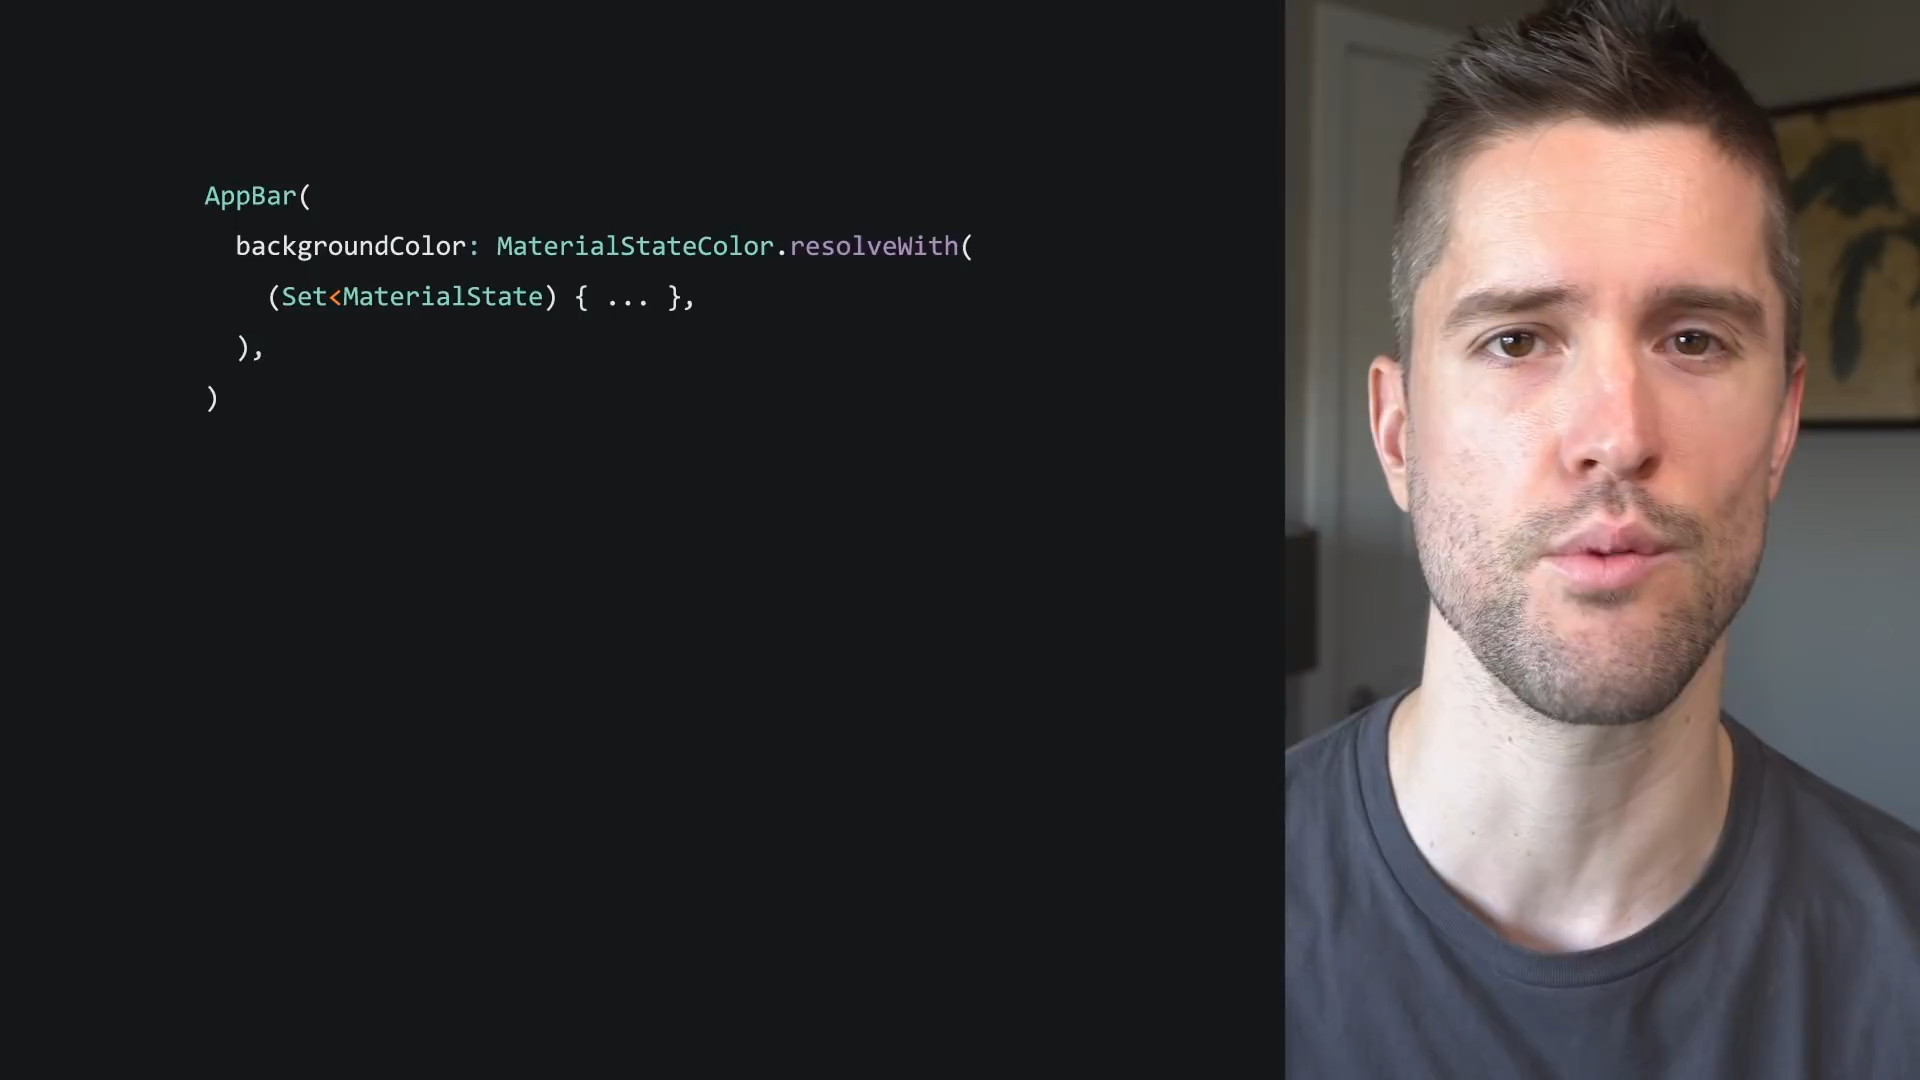 AppBar(
backgroundColor: MaterialStateColor.resolveWith(
(Set<MaterialState) { ... },
),
)